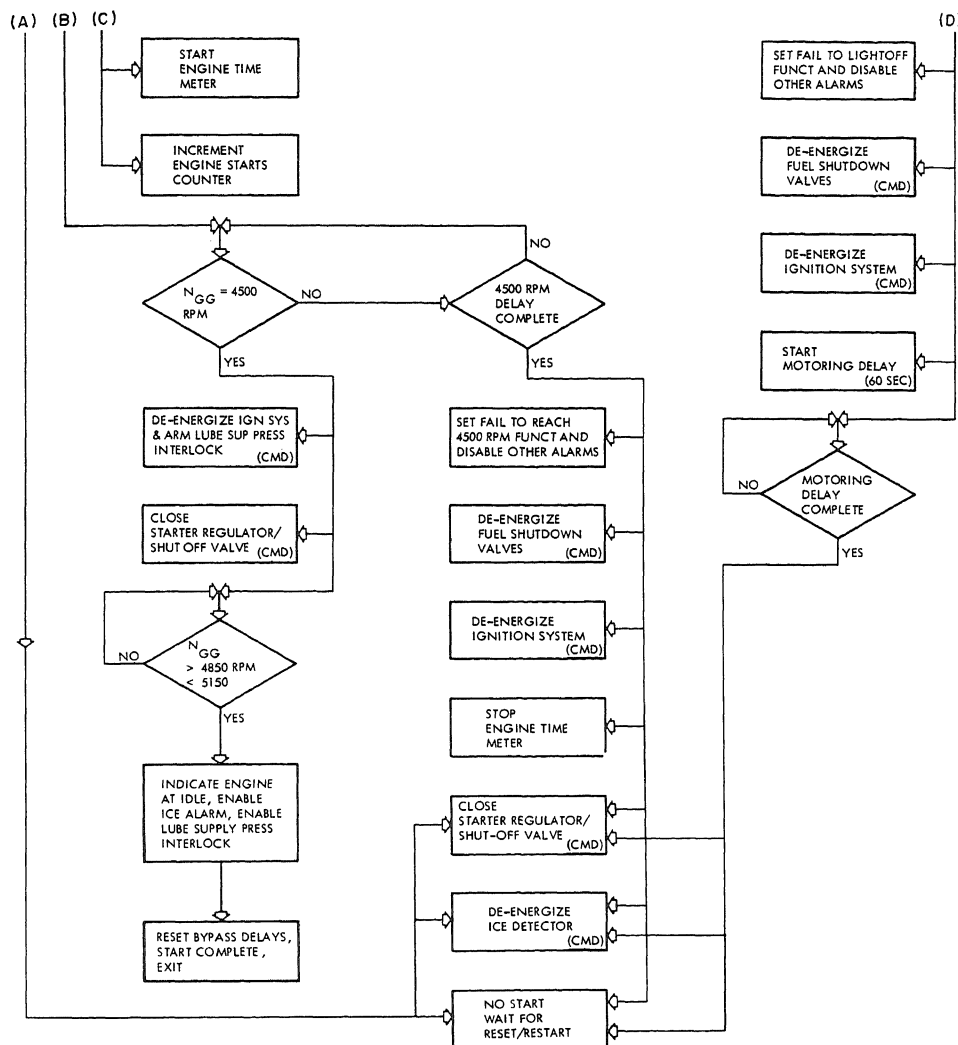 (A)
(B)
(C)
(D)
START
ENGINE TIME
METER
INCREMENT
ENGINE STARTS
COUNTER
NO
N GG = 4500
RPM
NO
YES
4500 RPM
DELAY
COMPLETE
YES
DE-ENERGIZE IGN SYS
& ARM LUBE SUP PRESS
INTERLOCK
(CMD)
CLOSE
STARTER REGULATOR/
SHUT OFF VALVE (CMD)
NO
N GG
> 4850 RPM
< 5150
YES
INDICATE ENGINE
AT IDLE, ENABLE
ICE ALARM, ENABLE
LUBE SUPPLY PRESS
INTERLOCK
RESET BYPASS DELAYS,
START COMPLETE,
EXIT
SET FAIL TO REACH
4500 RPM FUNCT AND
DISABLE OTHER ALARMS
DE-ENERGIZE
FUEL SHUTDOWN
VALVES (CMD)
DE-ENERGIZE
IGNITION SYSTEM
(CMD)
STOP
ENGINE TIME
METER
CLOSE
STARTER REGULATOR/
SHUT-OFF VALVE
(CMD)
DE-ENERGIZE
ICE DETECTOR
(CMD)
NO START
WAIT FOR
RESET/RESTART
SET FAIL TO LIGHTOFF
FUNCT AND DISABLE
OTHER ALARMS
DE-ENERGIZE
FUEL SHUTDOWN
VALVES
(CMD)
DE-ENERGIZE
IGNITION SYSTEM
(CMD)
START
MOTORING DELAY
(60 SEC)
NO
MOTORING
DELAY
COMPLETE
YES